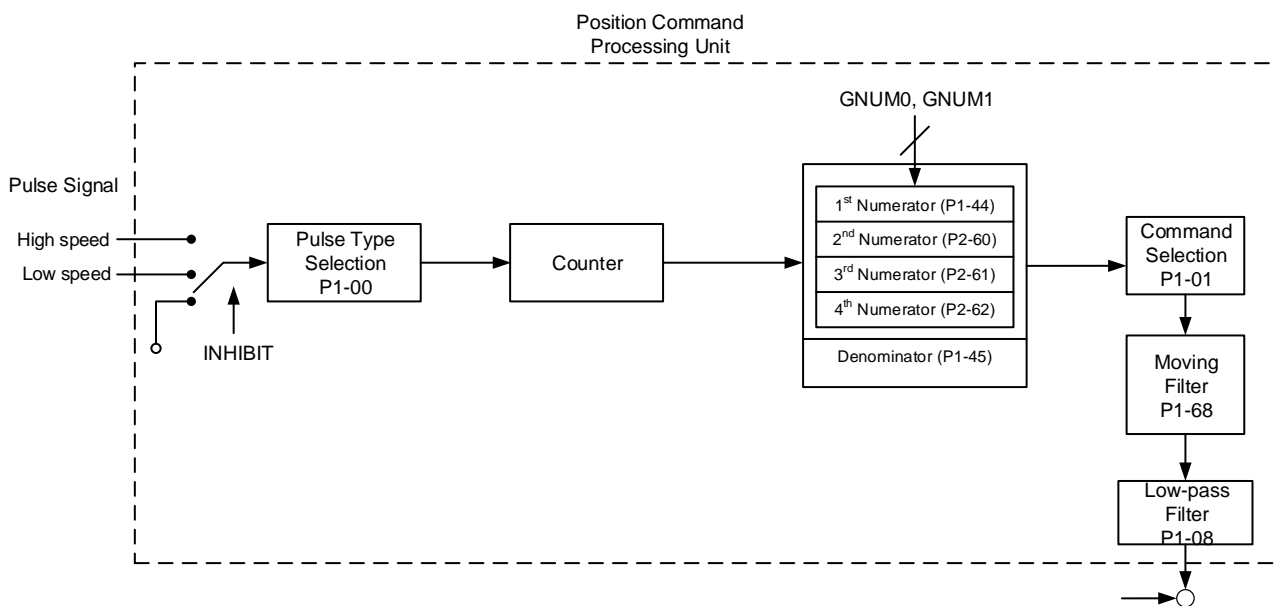 Position Command
Processing Unit
GNUM0, GNUM1
Pulse Signal
High speed
Low speed
INHIBIT
Pulse Type
Selection
P1-00
Counter
1st Numerator (P1-44)
2nd Numerator (P2-60)
3rd Numerator (P2-61)
4th Numerator (P2-62)
Denominator (P1-45)
Command
Selection
P1-01
Moving
Filter
P1-68
Low-pass
Filter
P1-08